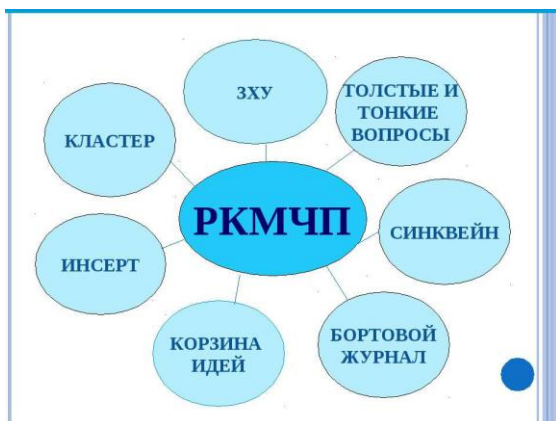 ЗХУ
ТОЛСТЫЕ И
ТОНКИЕ
ВОПРОСЫ
КЛАСТЕР
РКМЧП
СИНКВЕЙН
ИНСЕРТ
КОРЗИНА
ИДЕЙ
БОРТОВОЙ
ЖУРНАЛ